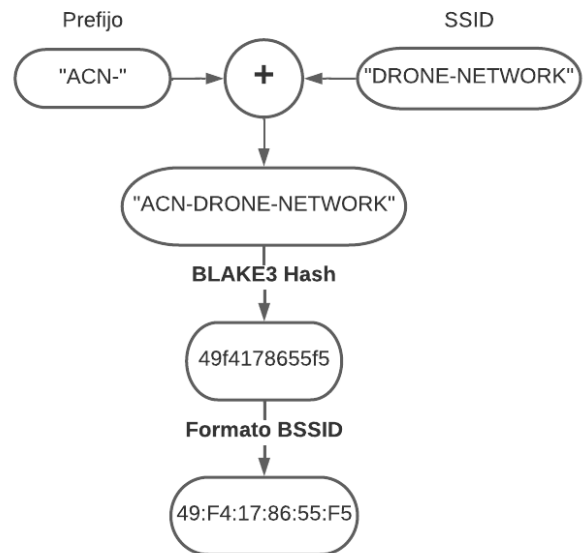 Prefijo
SSID
"ACN-"
+
"DRONE-NETWORK"
"ACN-DRONE-NETWORK"
BLAKE3 Hash
49f4178655f5
Formato BSSID
49:F4:17:86:55:F5